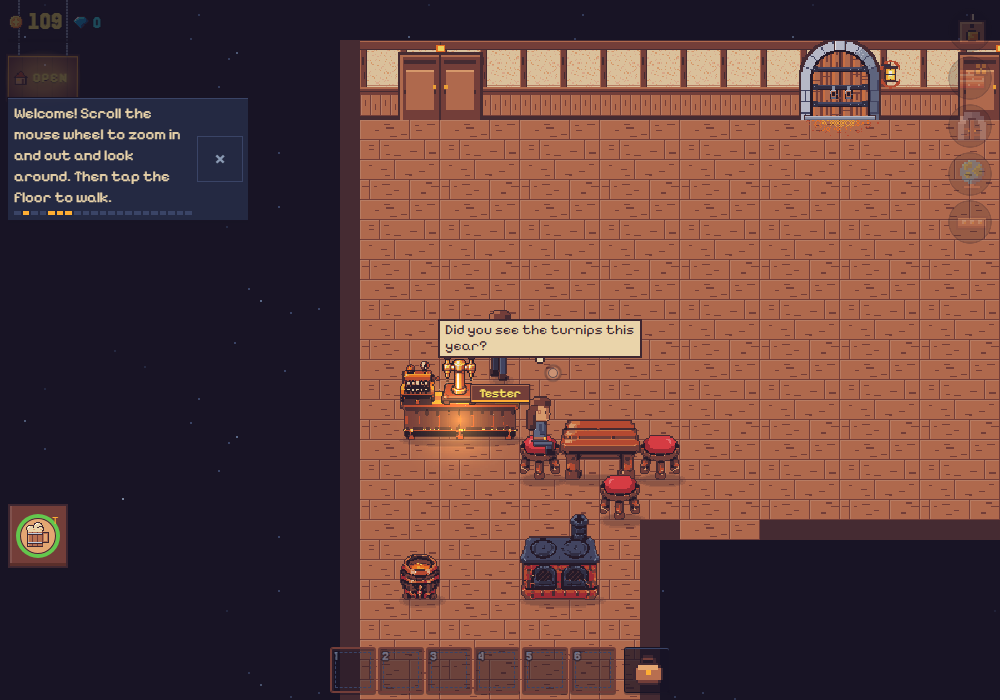 109
0
OPEN
Welcome! Scroll the
mouse wheel to zoom in
and out and look
around. Then tap the
floor to walk.
Did you see the turnips this
year?
Tester
1 2 3 4 5 6